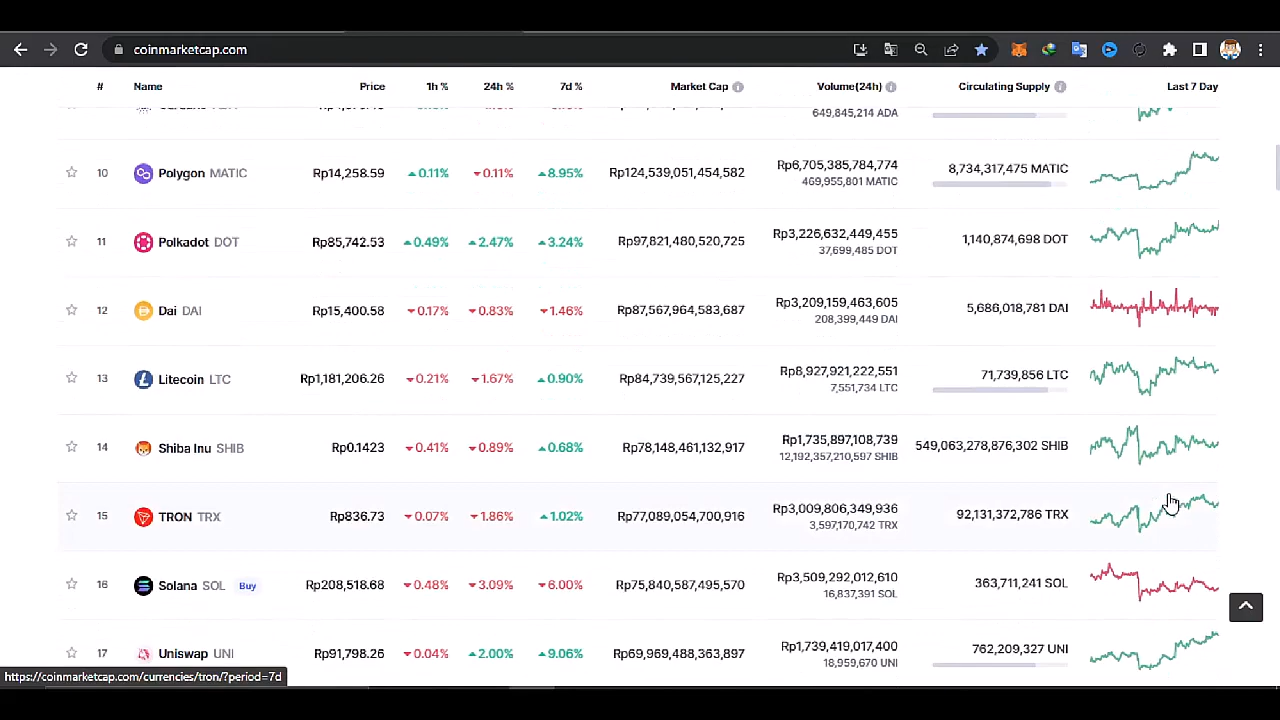 coinmarketcap.com
# Name Price 1h % 24h % 7d % Market Cap Volume(24h) Circulating Supply Last 7 Day
649,845,214 ADA
10 Polygon MATIC Rp14,258.59 0.11% 0.11% 8.95% Rp124,539,051,454,582 Rp6,705,385,784,774 8,734,317,475 MATIC
469,955,801 MATIC
11 Polkadot DOT Rp85,742.53 0.49% 2.47% 3.24% Rp97,821,480,520,725 Rp3,226,632,449,455 1,140,874,698 DOT
37,699,485 DOT
12 Dai DAI Rp15,400.58 0.17% 0.83% 1.46% Rp87,567,964,583,687 Rp3,209,159,463,605 5,686,018,781 DAI
208,399,449 DAI
13 Litecoin LTC Rp1,181,206.26 0.21% 1.67% 0.90% Rp84,739,567,125,227 Rp8,927,921,222,551 71,739,856 LTC
7,551,734 LTC
14 Shiba Inu SHIB Rp0.1423 0.41% 0.89% 0.68% Rp78,148,461,132,917 Rp1,735,897,108,739 549,063,278,876,302 SHIB
12,192,357,210,597 SHIB
15 TRON TRX Rp836.73 0.07% 1.86% 1.02% Rp77,089,054,700,916 Rp3,009,806,349,936 92,131,372,786 TRX
3,597,170,742 TRX
16 Solana SOL Buy Rp208,518.68 0.48% 3.09% 6.00% Rp75,840,587,495,570 Rp3,509,292,012,610 363,711,241 SOL
16,837,391 SOL
17 Uniswap UNI Rp91,798.26 0.04% 2.00% 9.06% Rp69,969,488,363,897 Rp1,739,419,017,400 762,209,327 UNI
18,959,670 UNI
https://coinmarketcap.com/currencies/tron/?period=7d